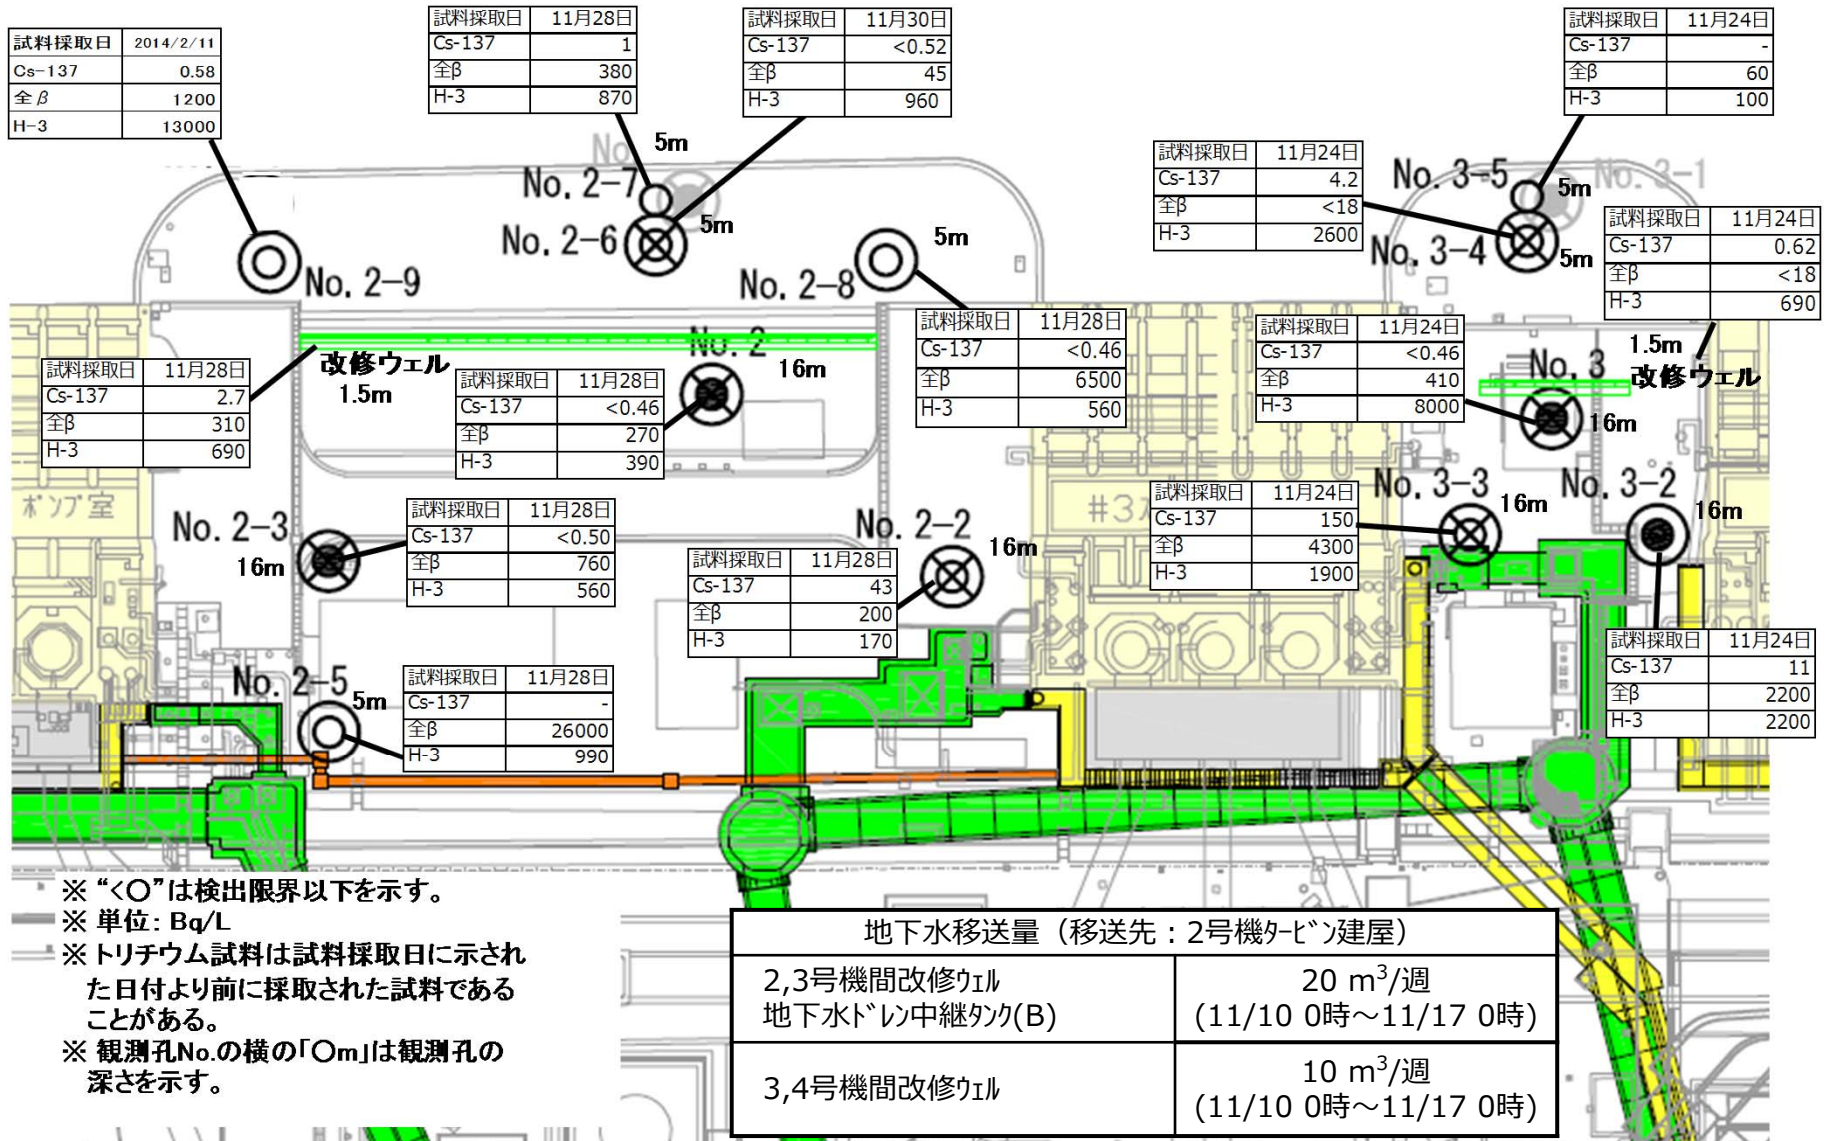 試料採取日 2014/2/11
Cs-137 0.58
全β 1200
H-3 13000
試料採取日 11月28日
Cs-137 1
全β 380
H-3 870
試料採取日 11月30日
Cs-137 <0.52
全β 45
H-3 960
試料採取日 11月24日
Cs-137 -
全β 60
H-3 100
試料採取日 11月24日
Cs-137 4.2
全β <18
H-3 2600
試料採取日 11月24日
Cs-137 0.62
全β <18
H-3 690
5m
No. 2-7
No. 2-6 5m
No. 2-9
No. 2-8 5m
No. 3-5 5m
No. 3-1
No. 3-4 5m
試料採取日 11月28日
Cs-137 2.7
全β 310
H-3 690
改修ウェル
1.5m
試料採取日 11月28日
Cs-137 <0.46
全β 270
H-3 390
No. 2
16m
試料採取日 11月28日
Cs-137 <0.46
全β 6500
H-3 560
試料採取日 11月24日
Cs-137 <0.46
全β 410
H-3 8000
No. 3
16m
1.5m
改修ウェル
ポンプ室
No. 2-3
16m
試料採取日 11月28日
Cs-137 <0.50
全β 760
H-3 560
試料採取日 11月28日
Cs-137 43
全β 200
H-3 170
No. 2-2
16m
#3
試料採取日 11月24日
Cs-137 150
全β 4300
H-3 1900
No. 3-3
16m
No. 3-2
16m
No. 2-5
5m
試料採取日 11月28日
Cs-137 -
全β 26000
H-3 990
試料採取日 11月24日
Cs-137 11
全β 2200
H-3 2200
※ “<〇”は検出限界以下を示す。
※ 単位: Bq/L
※ トリチウム試料は試料採取日に示され
た日付より前に採取された試料である
ことがある。
※ 観測孔No.の横の「〇m」は観測孔の
深さを示す。
地下水移送量（移送先：2号機ﾀｰﾋﾞﾝ建屋）
2,3号機間改修ｳｪﾙ
地下水ﾄﾞﾚﾝ中継ﾀﾝｸ(B)
20 m³/週
(11/10 0時～11/17 0時)
3,4号機間改修ｳｪﾙ
10 m³/週
(11/10 0時～11/17 0時)